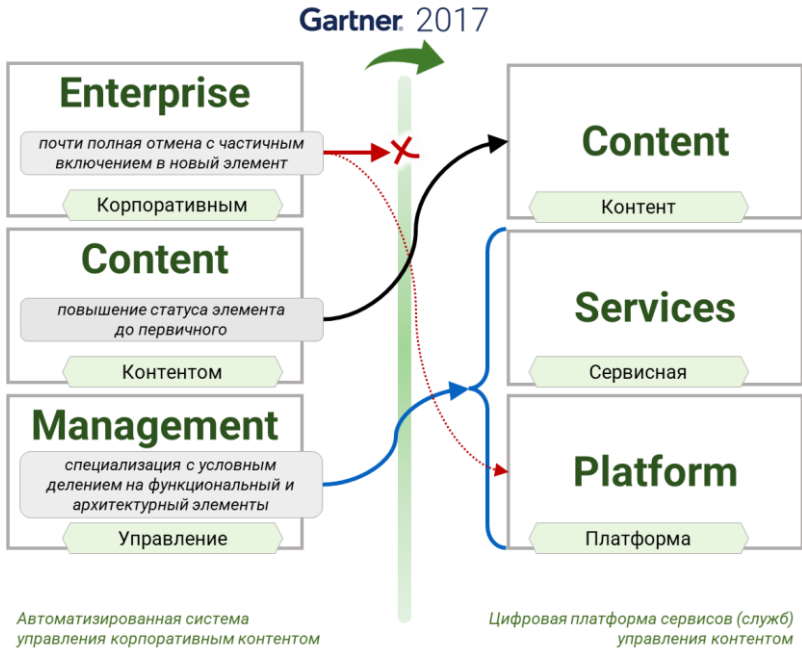 Gartner 2017
Enterprise
почти полная отмена с частичным
включением в новый элемент
Корпоративным
Content
повышение статуса элемента
до первичного
Контентом
Management
специализация с условным
делением на функциональный и
архитектурный элементы
Управление
Content
Контент
Services
Сервисная
Platform
Платформа
Автоматизированная система
управления корпоративным контентом
Цифровая платформа сервисов (служб)
управления контентом